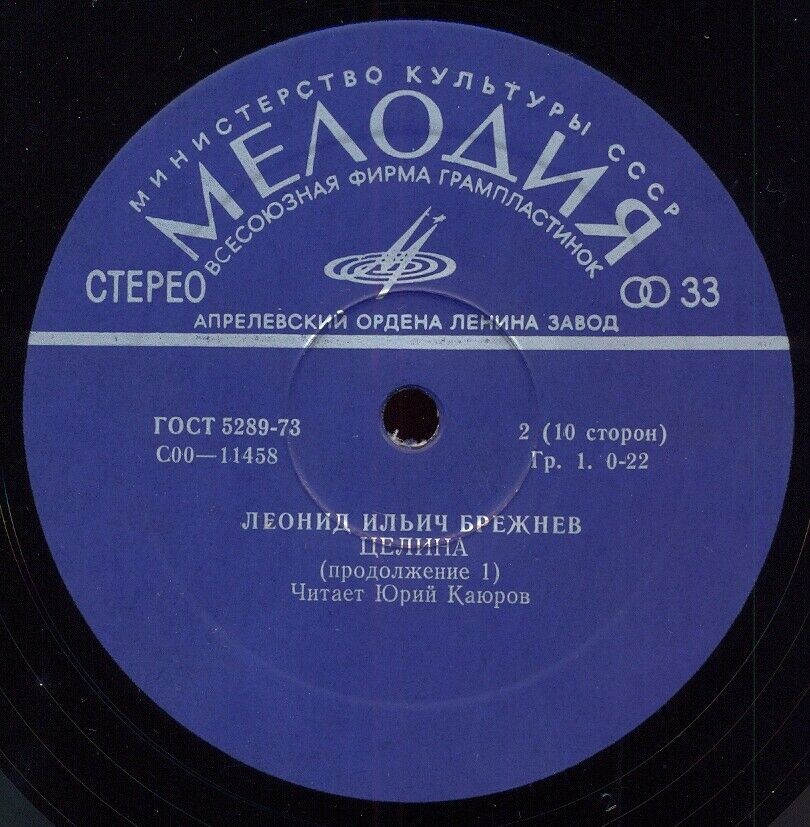 МИНИСТЕРСТВО КУЛЬТУРЫ СССР
МЕЛОДИЯ
ВСЕСОЮЗНАЯ ФИРМА ГРАМПЛАСТИНОК
СТЕРЕО
33
АПРЕЛЕВСКИЙ ОРДЕНА ЛЕНИНА ЗАВОД
ГОСТ 5289-73
С00—11458
2 (10 сторон)
Гр. 1. 0-22
ЛЕОНИД ИЛЬИЧ БРЕЖНЕВ
ЦЕЛИНА
(продолжение 1)
Читает Юрий Каюров